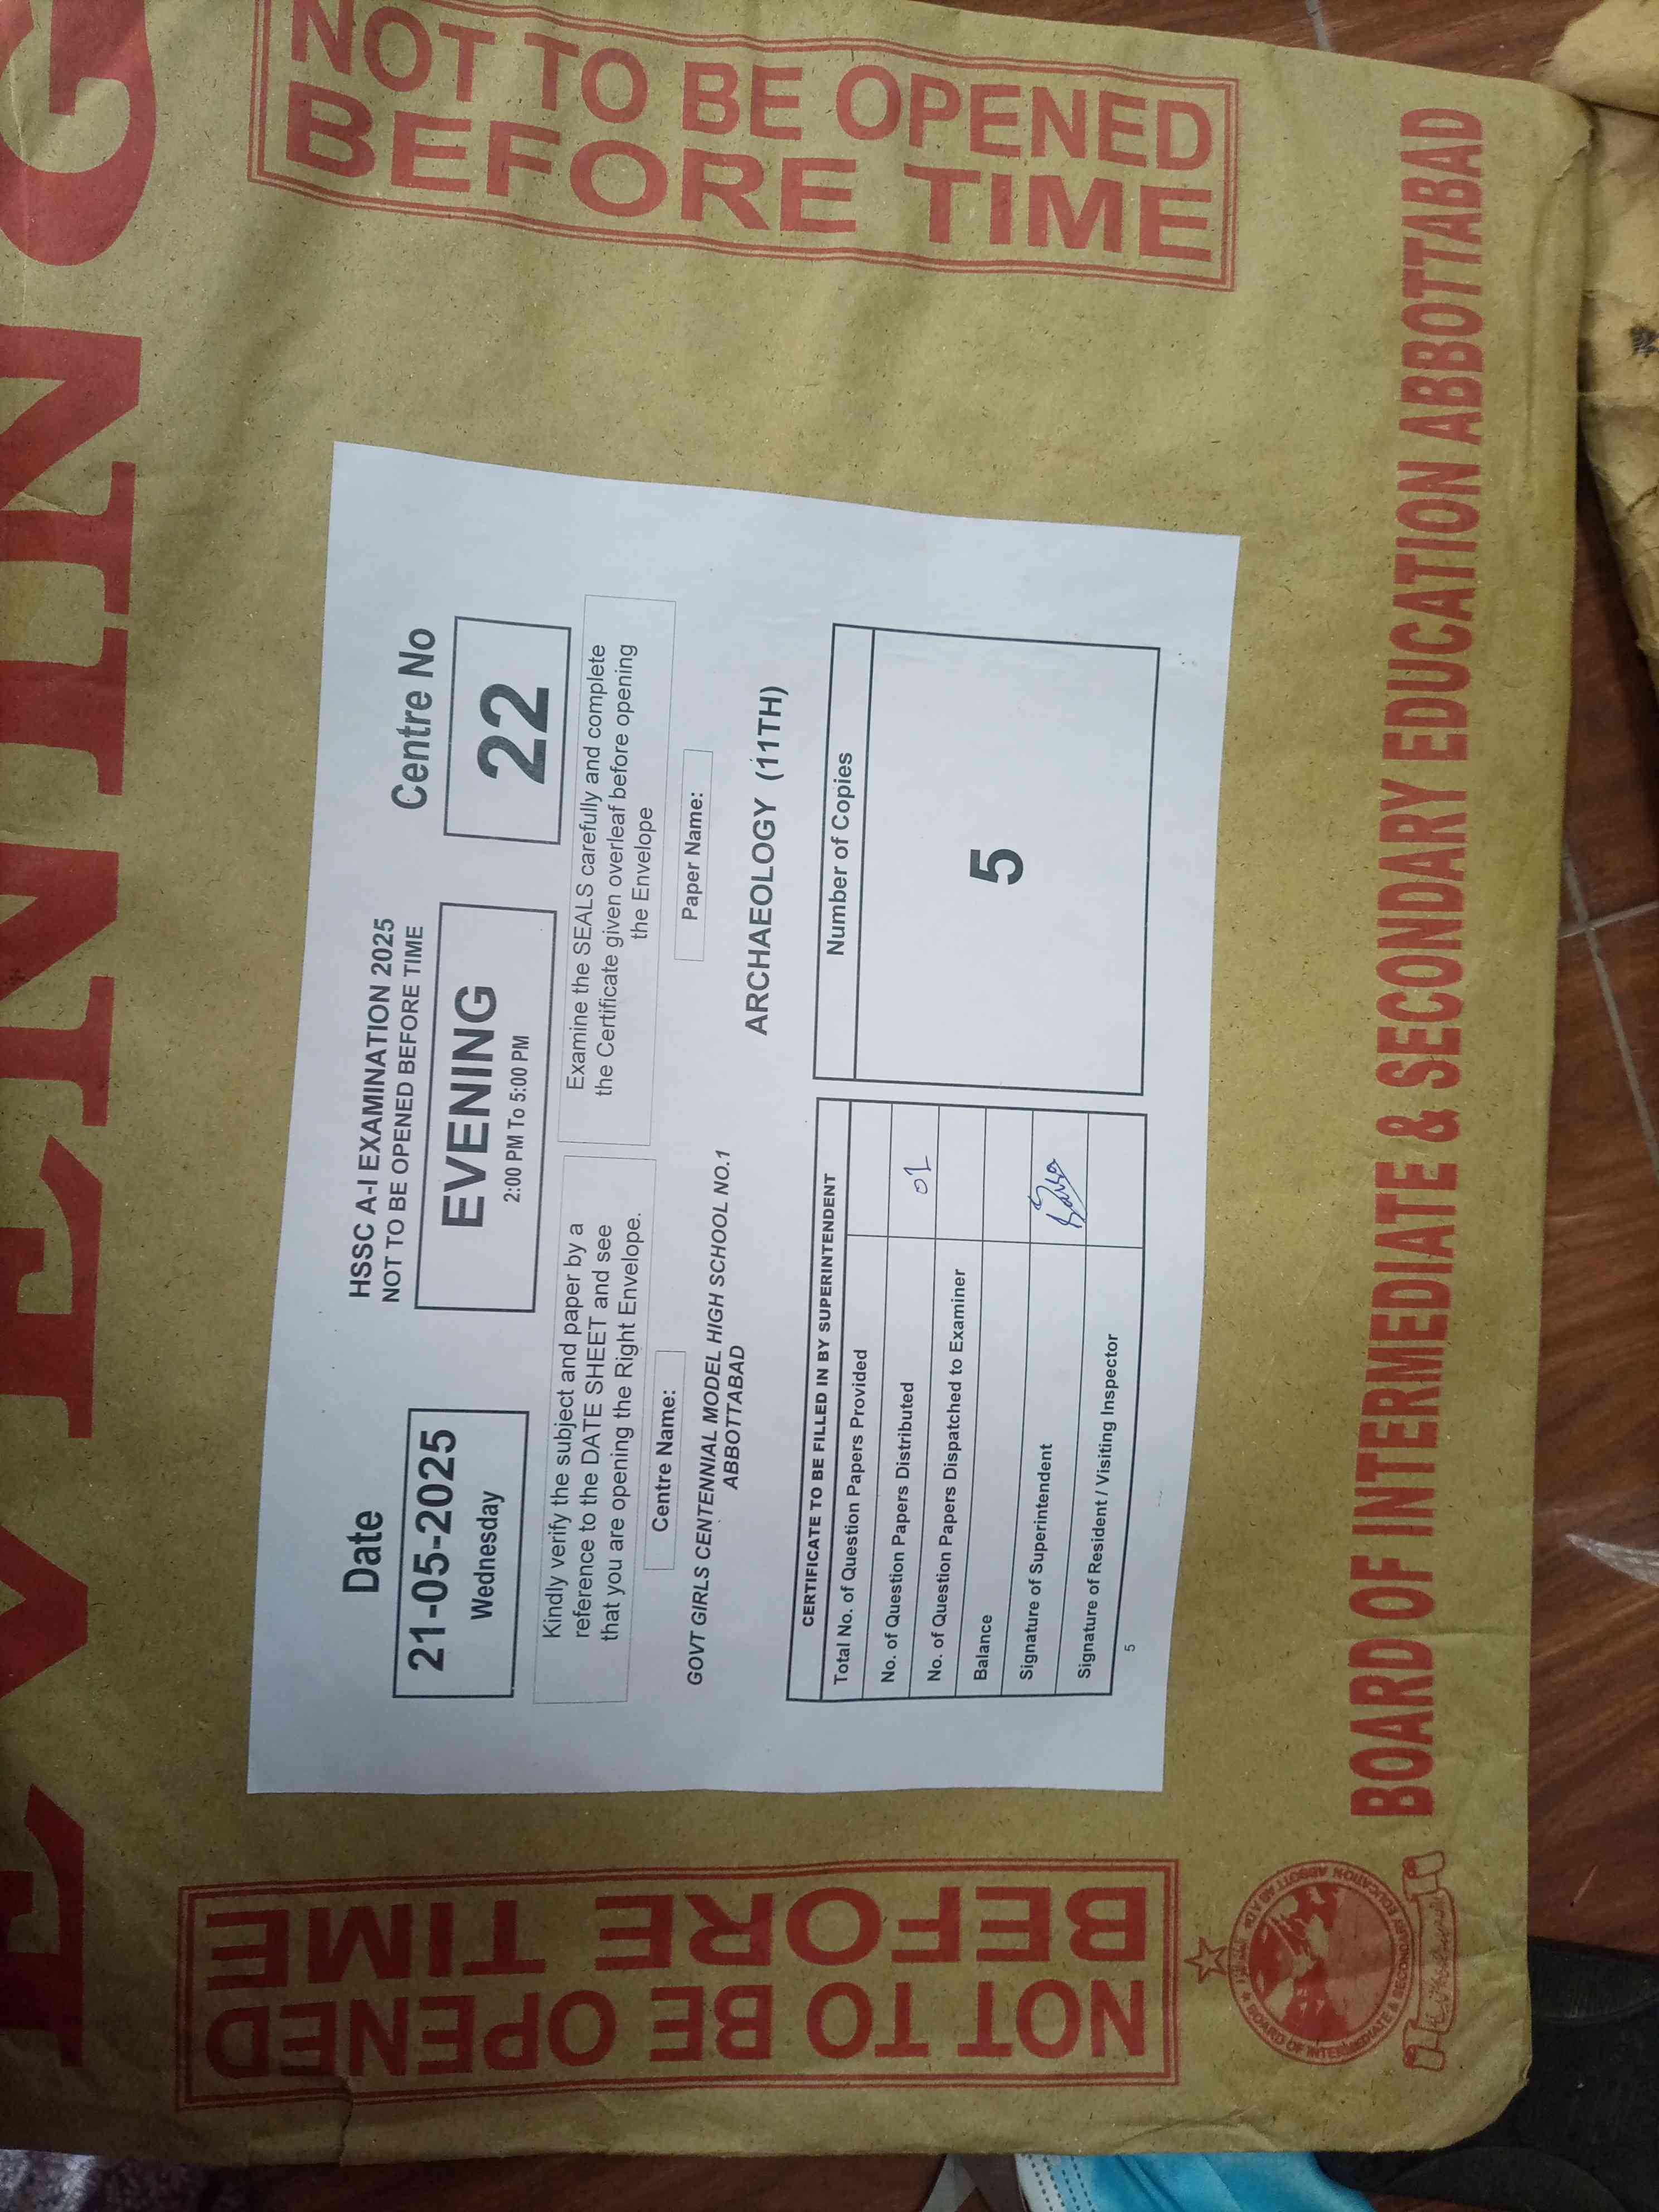 EVENING
NOT TO BE OPENED
BEFORE TIME
Date
21-05-2025
Wednesday
HSSC A-I EXAMINATION 2025
NOT TO BE OPENED BEFORE TIME
EVENING
2:00 PM To 5:00 PM
Centre No
22
Kindly verify the subject and paper by a
reference to the DATE SHEET and see
that you are opening the Right Envelope.
Examine the SEALS carefully and complete
the Certificate given overleaf before opening
the Envelope
Centre Name:
GOVT GIRLS CENTENNIAL MODEL HIGH SCHOOL NO.1
ABBOTTABAD
Paper Name:
ARCHAEOLOGY (11TH)
CERTIFICATE TO BE FILLED IN BY SUPERINTENDENT
Total No. of Question Papers Provided
No. of Question Papers Distributed 01
No. of Question Papers Dispatched to Examiner
Balance
Signature of Superintendent
Signature of Resident / Visiting Inspector
5
Number of Copies
5
NOT TO BE OPENED
BEFORE TIME
BOARD OF INTERMEDIATE & SECONDARY EDUCATION ABBOTTABAD